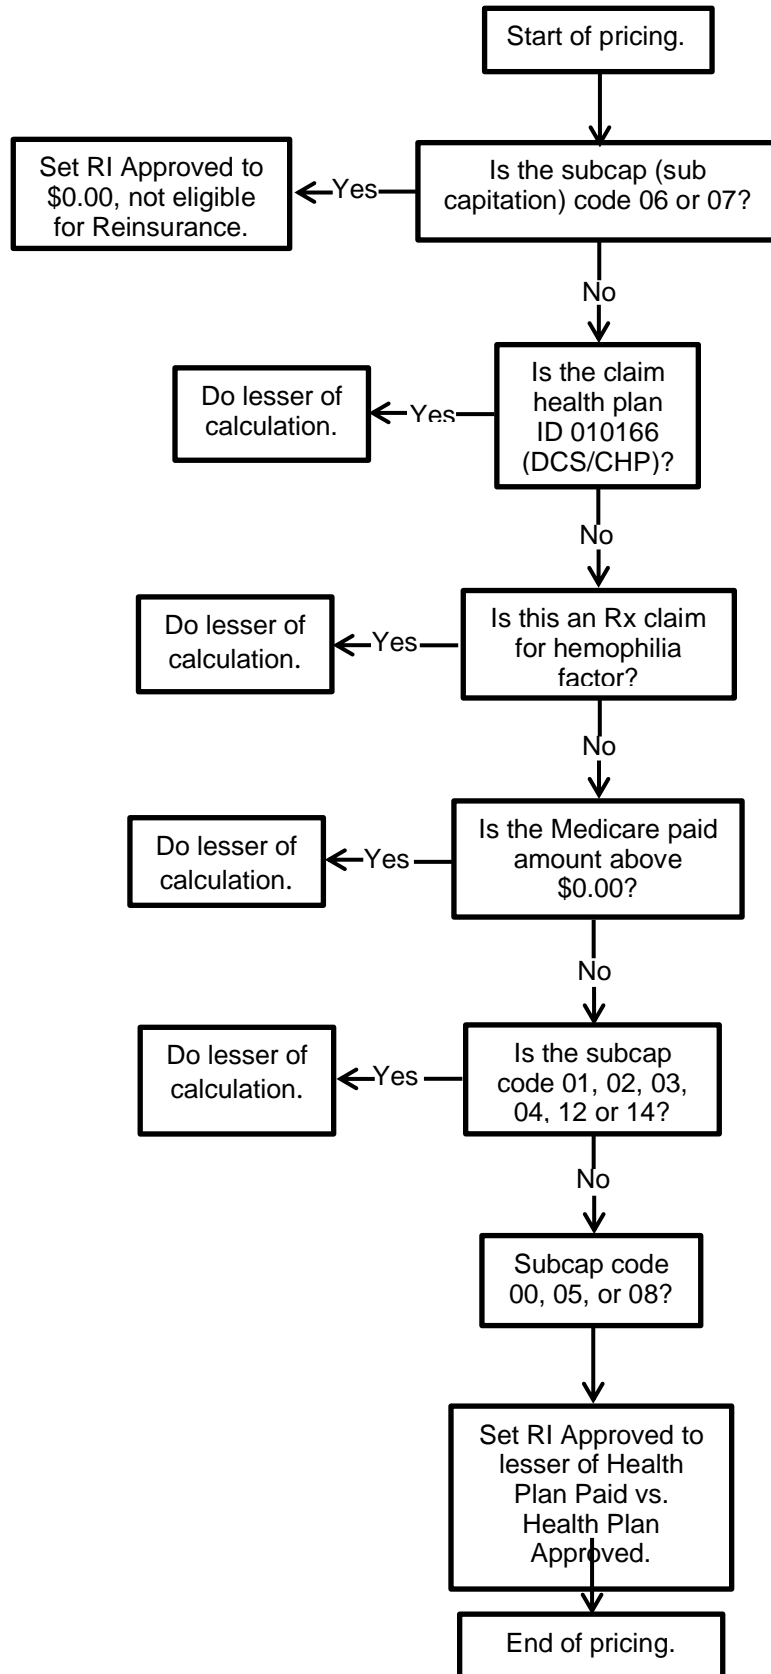 Start of pricing.
Is the subcap (sub
capitation) code 06 or 07?
Yes
Set RI Approved to
$0.00, not eligible
for Reinsurance.
No
Is the claim
health plan
ID 010166
(DCS/CHP)?
Yes
Do lesser of
calculation.
No
Is this an Rx claim
for hemophilia
factor?
Yes
Do lesser of
calculation.
No
Is the Medicare paid
amount above
$0.00?
Yes
Do lesser of
calculation.
No
Is the subcap
code 01, 02, 03,
04, 12 or 14?
Yes
Do lesser of
calculation.
No
Subcap code
00, 05, or 08?
Set RI Approved to
lesser of Health
Plan Paid vs.
Health Plan
Approved.
End of pricing.